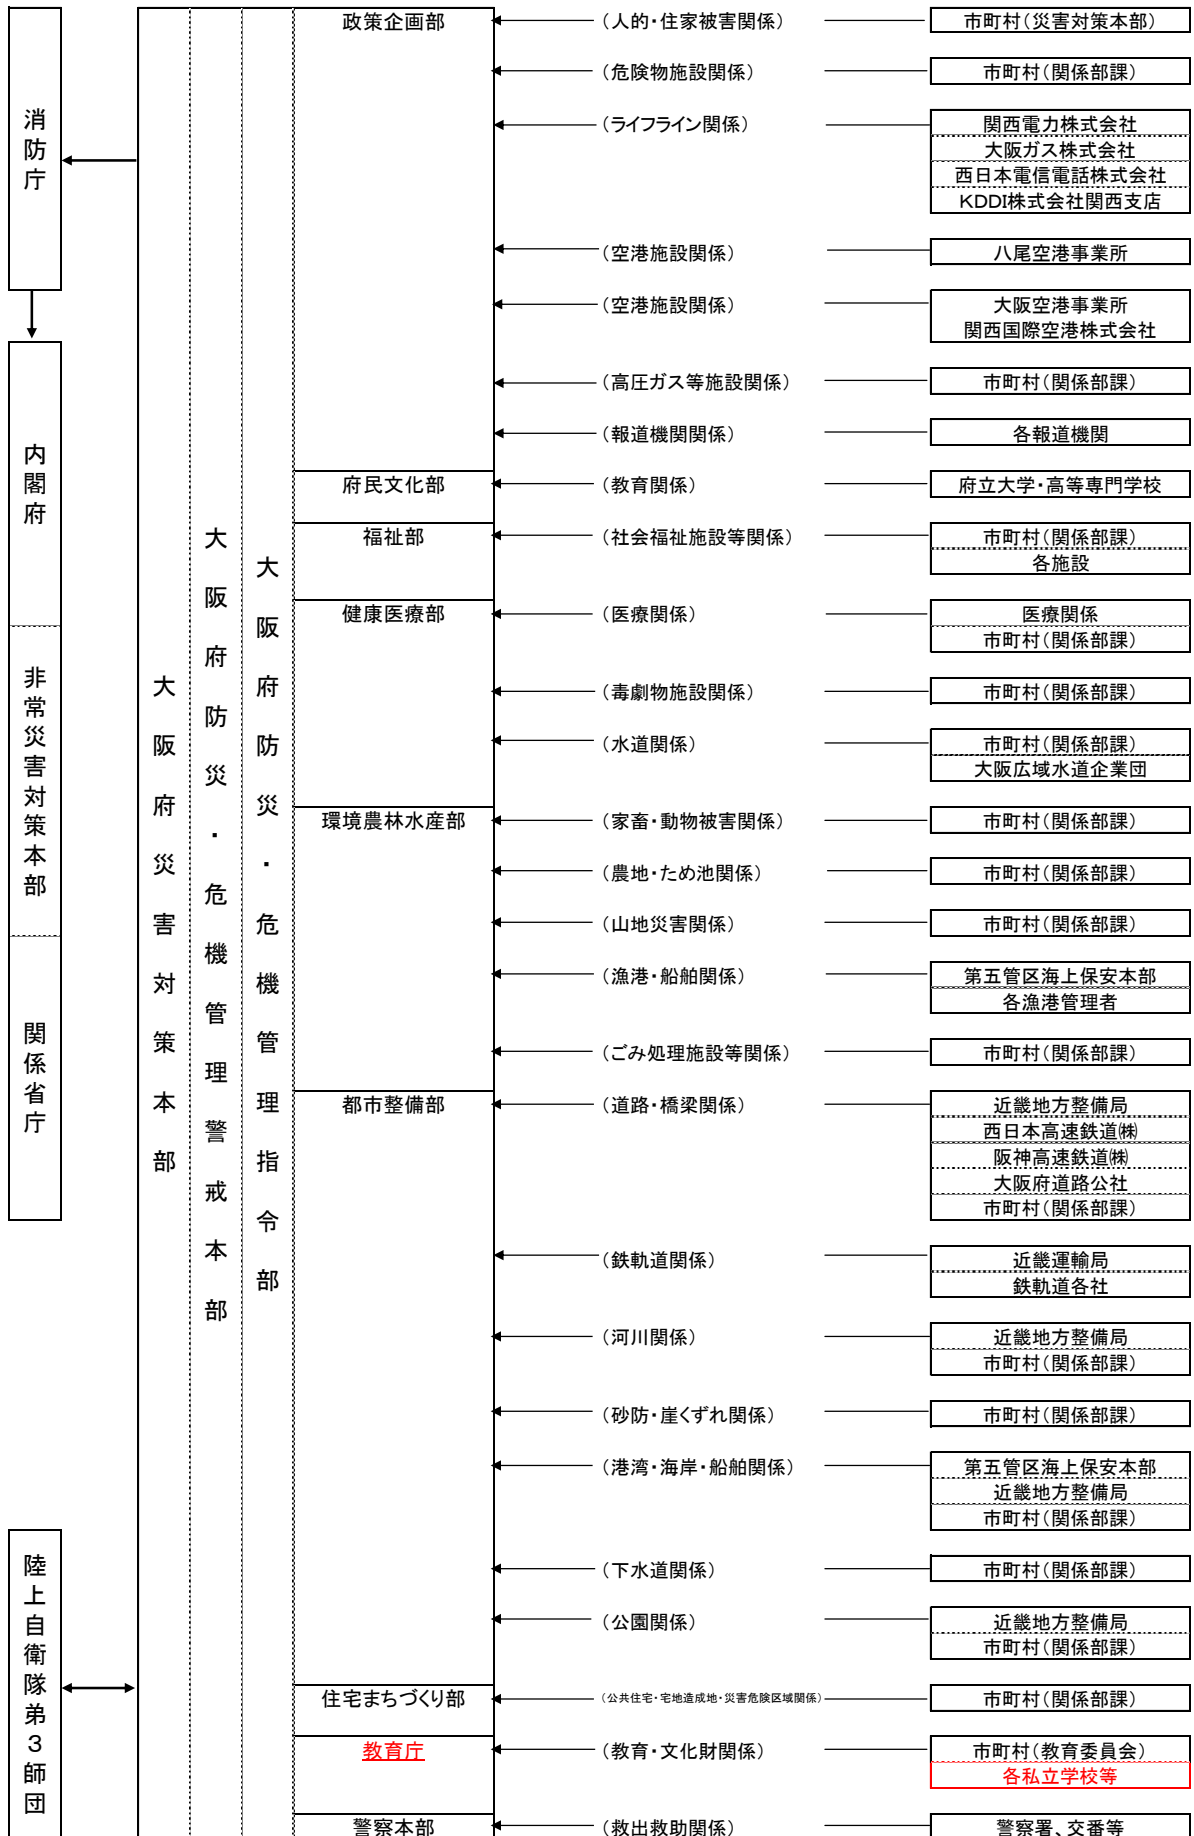 消防庁
内閣府
非常災害対策本部
関係省庁
陸上自衛隊第3師団
大阪府災害対策本部
大阪府防災・危機管理警戒本部
大阪府防災・危機管理指令部
政策企画部
(人的・住家被害関係)
市町村(災害対策本部)
(危険物施設関係)
市町村(関係部課)
(ライフライン関係)
関西電力株式会社
大阪ガス株式会社
西日本電信電話株式会社
KDDI株式会社関西支店
(空港施設関係)
八尾空港事業所
(空港施設関係)
大阪空港事業所
関西国際空港株式会社
(高圧ガス等施設関係)
市町村(関係部課)
(報道機関関係)
各報道機関
府民文化部
(教育関係)
府立大学・高等専門学校
福祉部
(社会福祉施設等関係)
市町村(関係部課)
各施設
健康医療部
(医療関係)
医療関係
市町村(関係部課)
(毒劇物施設関係)
市町村(関係部課)
(水道関係)
市町村(関係部課)
大阪広域水道企業団
環境農林水産部
(家畜・動物被害関係)
市町村(関係部課)
(農地・ため池関係)
市町村(関係部課)
(山地災害関係)
市町村(関係部課)
(漁港・船舶関係)
第五管区海上保安本部
各漁港管理者
(ごみ処理施設等関係)
市町村(関係部課)
都市整備部
(道路・橋梁関係)
近畿地方整備局
西日本高速鉄道㈱
阪神高速鉄道㈱
大阪府道路公社
市町村(関係部課)
(鉄軌道関係)
近畿運輸局
鉄軌道各社
(河川関係)
近畿地方整備局
市町村(関係部課)
(砂防・崖くずれ関係)
市町村(関係部課)
(港湾・海岸・船舶関係)
第五管区海上保安本部
近畿地方整備局
市町村(関係部課)
(下水道関係)
市町村(関係部課)
(公園関係)
近畿地方整備局
市町村(関係部課)
住宅まちづくり部
(公共住宅・宅地造成地・災害危険区域関係)
市町村(関係部課)
教育庁
(教育・文化財関係)
市町村(教育委員会)
各私立学校等
警察本部
(救出救助関係)
警察署、交番等